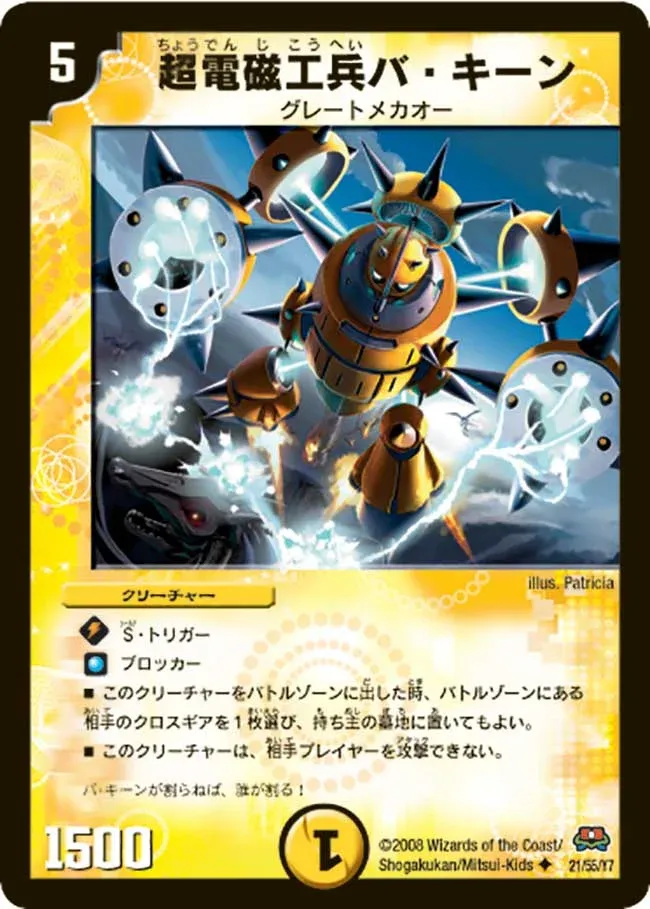 5
ちょうでんじこうへい
超電磁工兵バ・キーン
グレートメカオー
illus. Patricia
クリーチャー
シールド
S・トリガー
ブロッカー
■ このクリーチャーをバトルゾーンに出した時、バトルゾーンにある
相手のクロスギアを1枚選び、持ち主の墓地に置いてもよい。
■ このクリーチャーは、相手プレイヤーを攻撃できない。
バ・キーンが割らねば、誰が割る!
1500
1
©2008 Wizards of the Coast/
Shogakukan/Mitsui-Kids
21/55/Y7